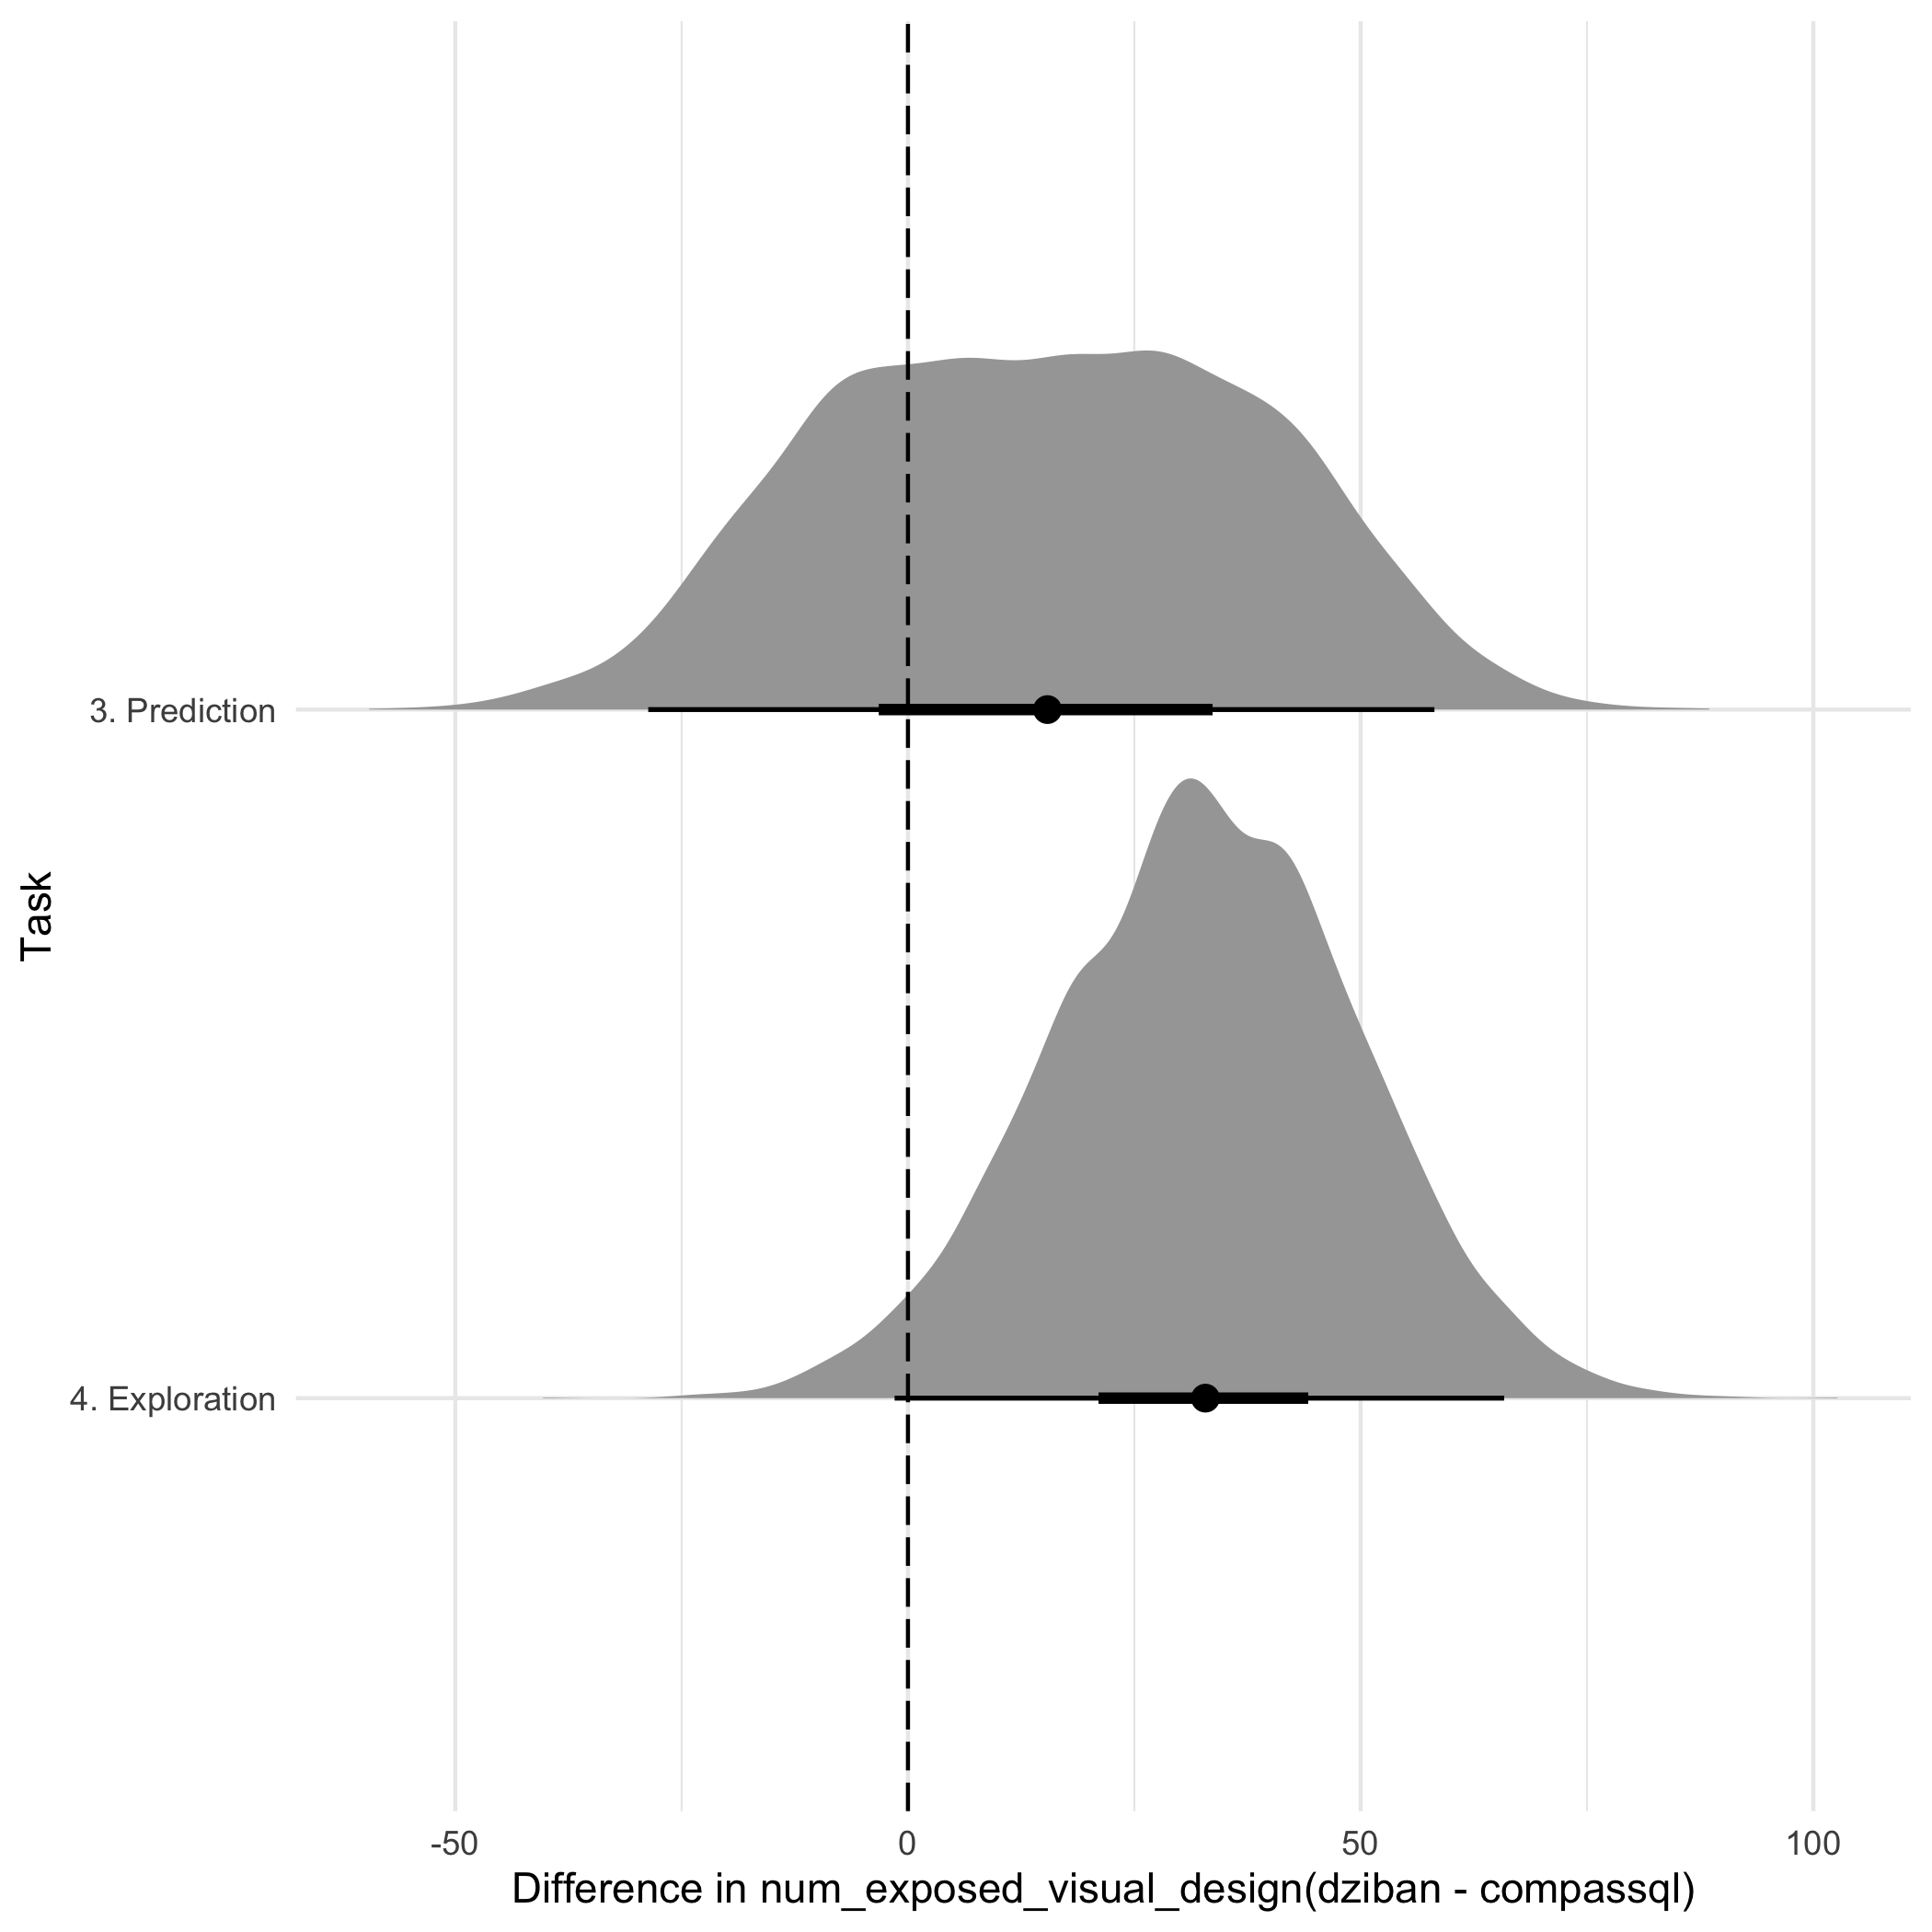 3. Prediction
Task
4. Exploration
-50 0 50 100
Difference in num_exposed_visual_design(dziban - compassql)